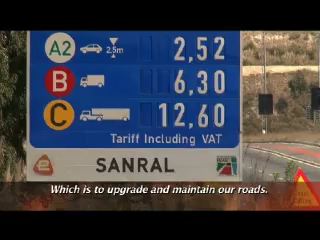 A2 2.5m 2,52
B 6,30
C 12,60
Tariff Including VAT
SANRAL
Which is to upgrade and maintain our roads.